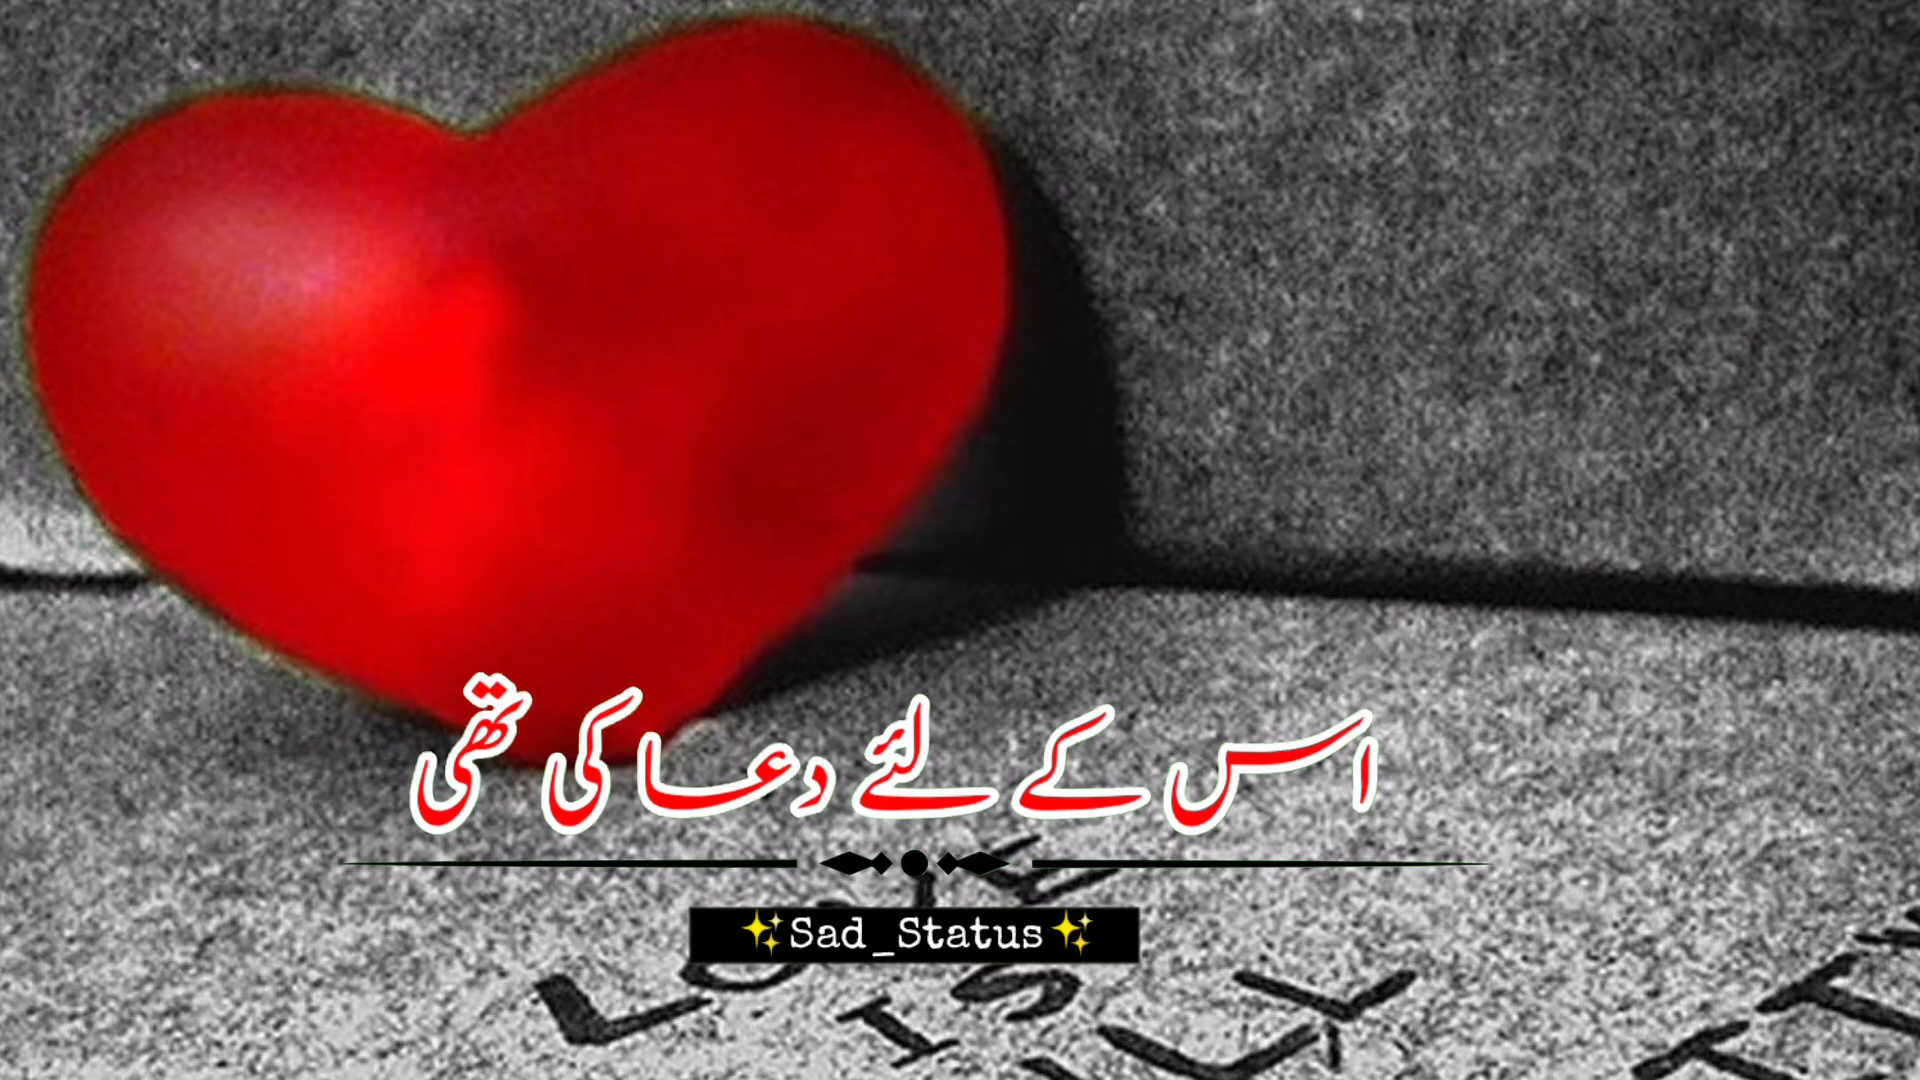 اس کے لئے دعا کی تھی
✨Sad_Status✨